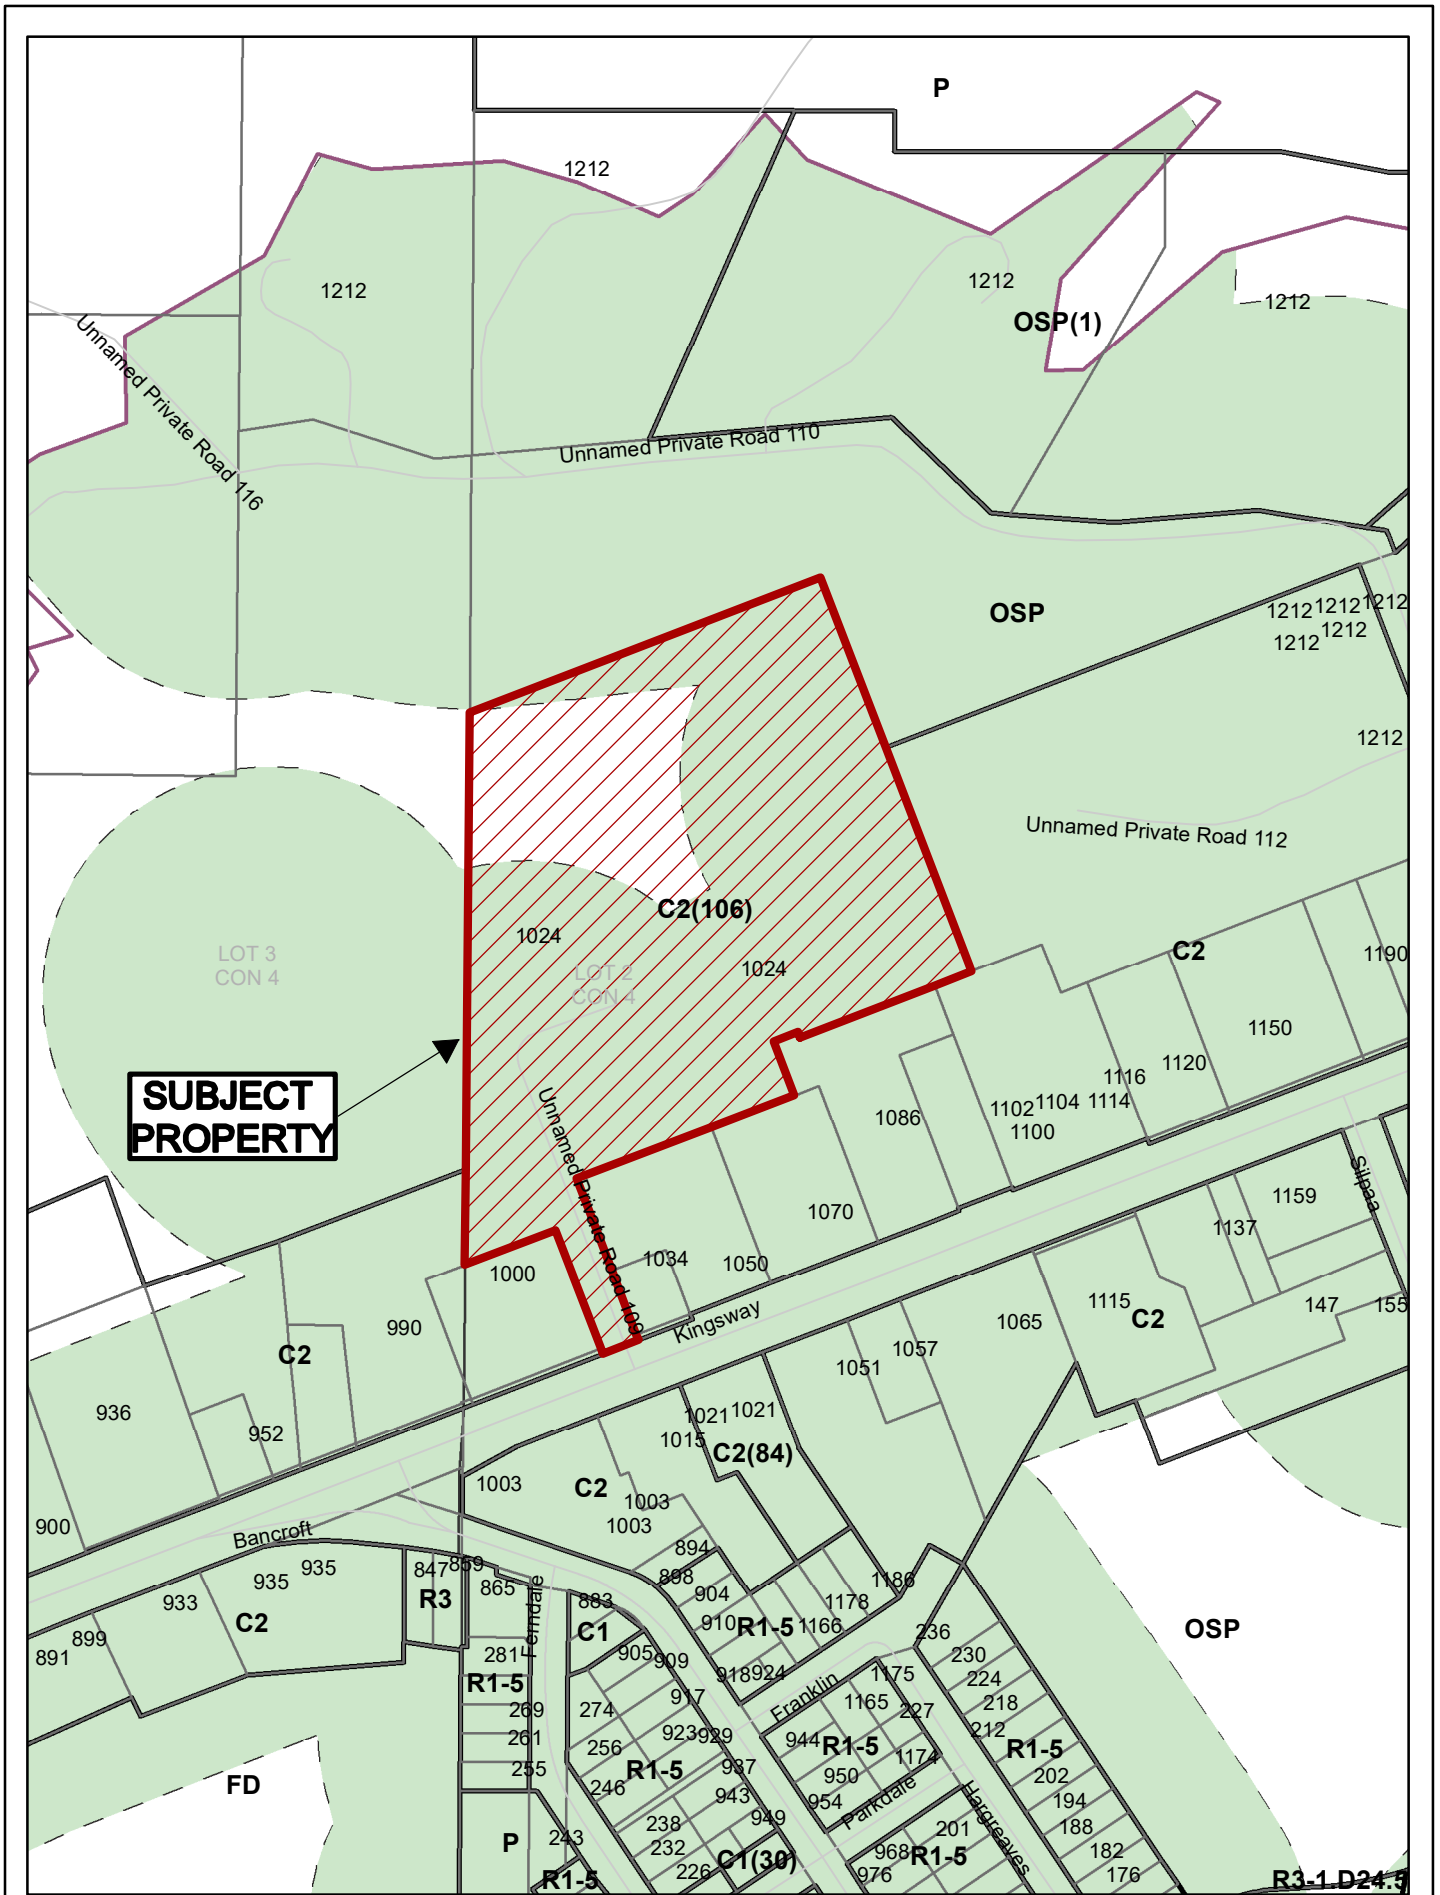 P
1212
1212
1212
OSP(1)
1212
Unnamed Private Road 116
Unnamed Private Road 110
OSP
1212 1212 1212
1212 1212
1212
Unnamed Private Road 112
C2(106)
1024
1024
LOT 3
CON 4
LOT 2
CON 4
C2
1190
1150
1120
1116
1114
1104
1102
1100
1086
SUBJECT
PROPERTY
Unnamed Private Road 109
1070
1050
1034
1000
990
Kingsway
Silpaa
1159
1137
1115
C2
147
155
1065
1057
1051
C2
936
952
900
1021 1021
1015
C2(84)
1003
C2
1003
1003
Bancroft
894
898
904
910
R1-5
1166
1178
1186
918 924
847
859
R3
865
Ferndale
883
C1
905
909
935
935
933
C2
899
891
281
R1-5
269
261
255
274
256
246
R1-5
917
923 929
937
943
949
238
232
226
C1(30)
243
P
R1-5
FD
Franklin
1175
1165
227
944
R1-5
950
1174
954
Parkdale
Hargreaves
201
968
976
R1-5
236
230
224
218
212
R1-5
202
194
188
182
176
OSP
R3-1.D24.5